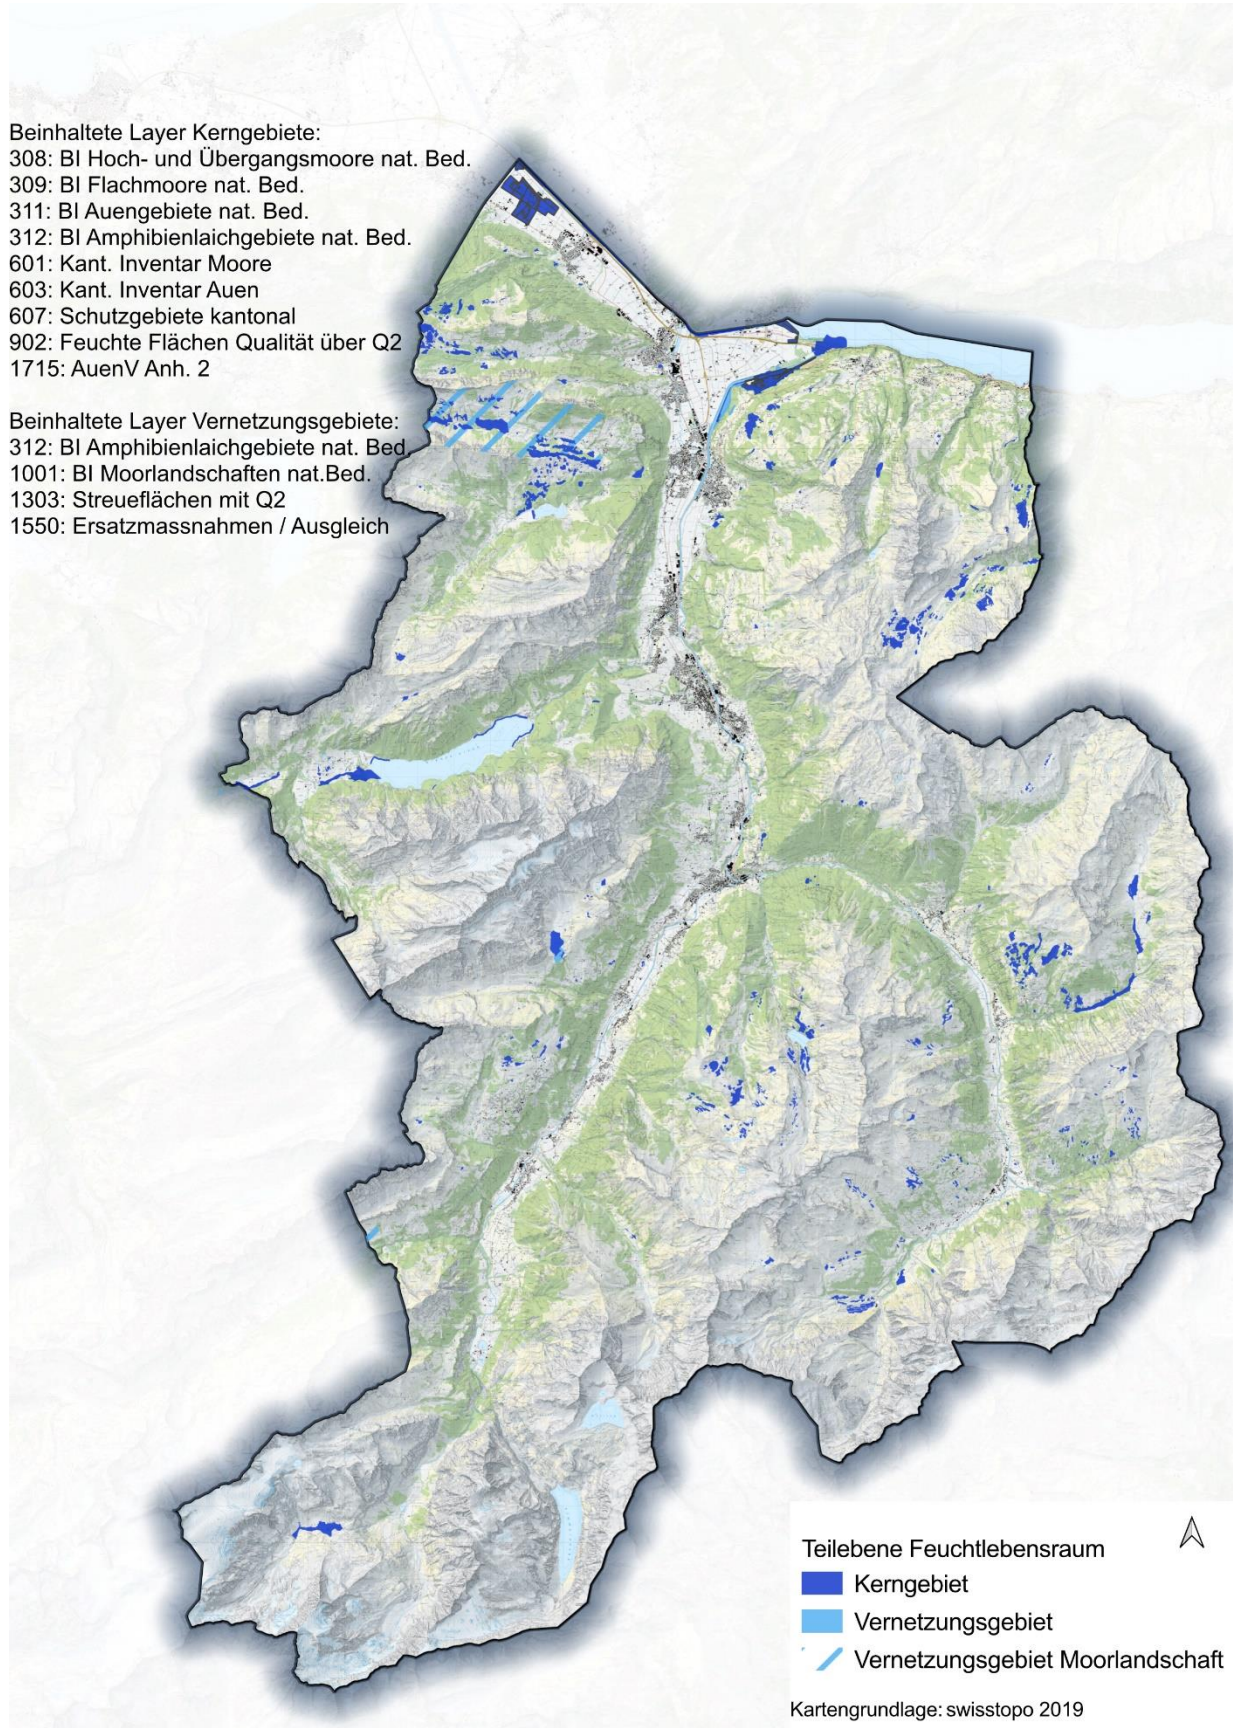 Beinhaltete Layer Kerngebiete:
308: BI Hoch- und Übergangsmoore nat. Bed.
309: BI Flachmoore nat. Bed.
311: BI Auengebiete nat. Bed.
312: BI Amphibienlaichgebiete nat. Bed.
601: Kant. Inventar Moore
603: Kant. Inventar Auen
607: Schutzgebiete kantonal
902: Feuchte Flächen Qualität über Q2
1715: AuenV Anh. 2
Beinhaltete Layer Vernetzungsgebiete:
312: BI Amphibienlaichgebiete nat. Bed.
1001: BI Moorlandschaften nat.Bed.
1303: Streueflächen mit Q2
1550: Ersatzmassnahmen / Ausgleich
Teilebene Feuchtlebensraum
Kerngebiet
Vernetzungsgebiet
Vernetzungsgebiet Moorlandschaft
Kartengrundlage: swisstopo 2019